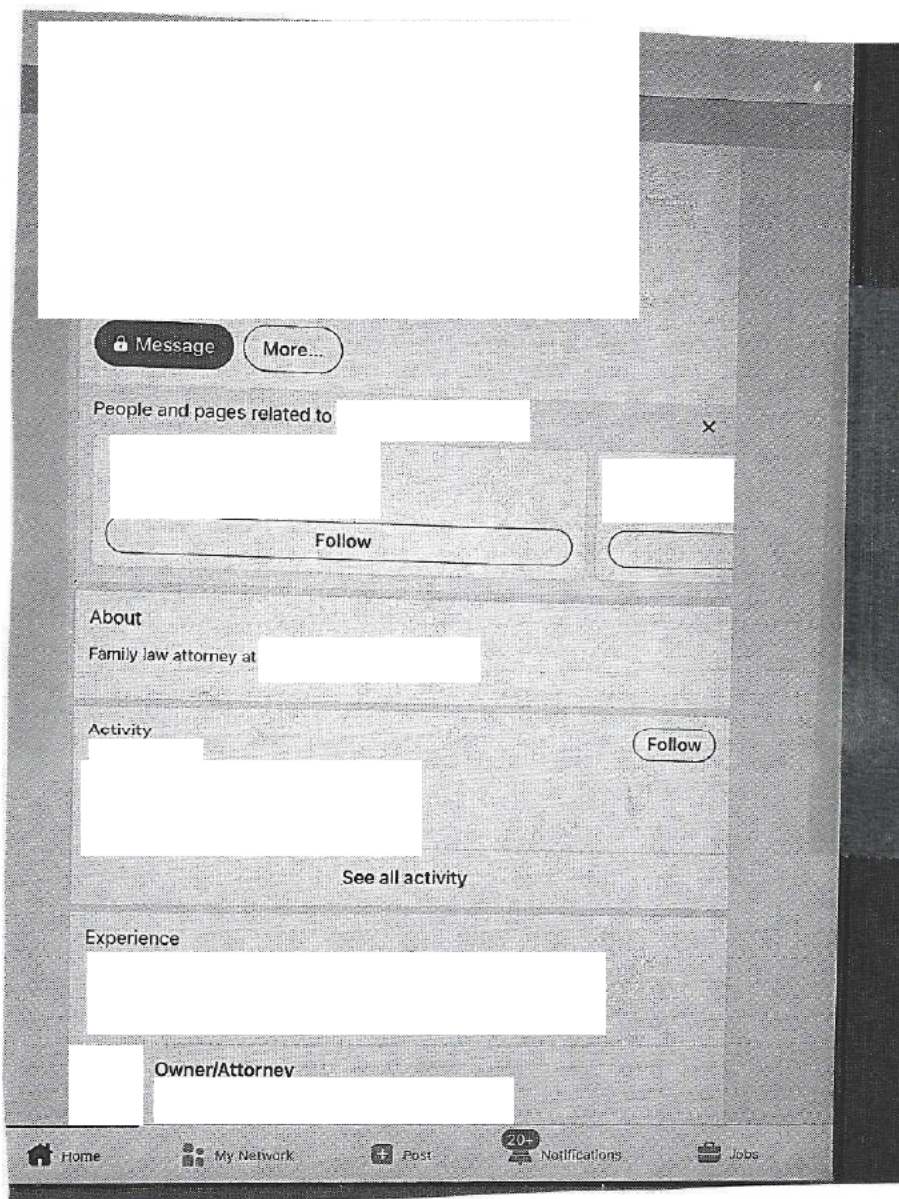 Message
More...
People and pages related to
×
Follow
About
Family law attorney at
Activity
Follow
See all activity
Experience
Owner/Attorney
20+
Home
My Network
Post
Notifications
Jobs